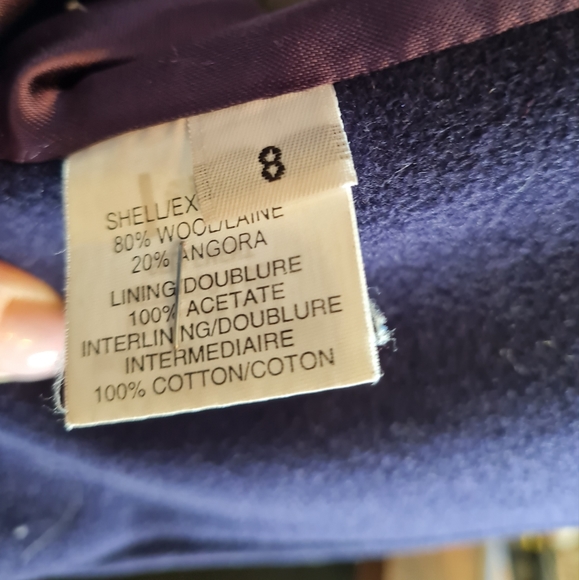 8
SHELL/EX
80% WOOL/LAINE
20% ANGORA
LINING/DOUBLURE
100% ACETATE
INTERLINING/DOUBLURE
INTERMEDIAIRE
100% COTTON/COTON